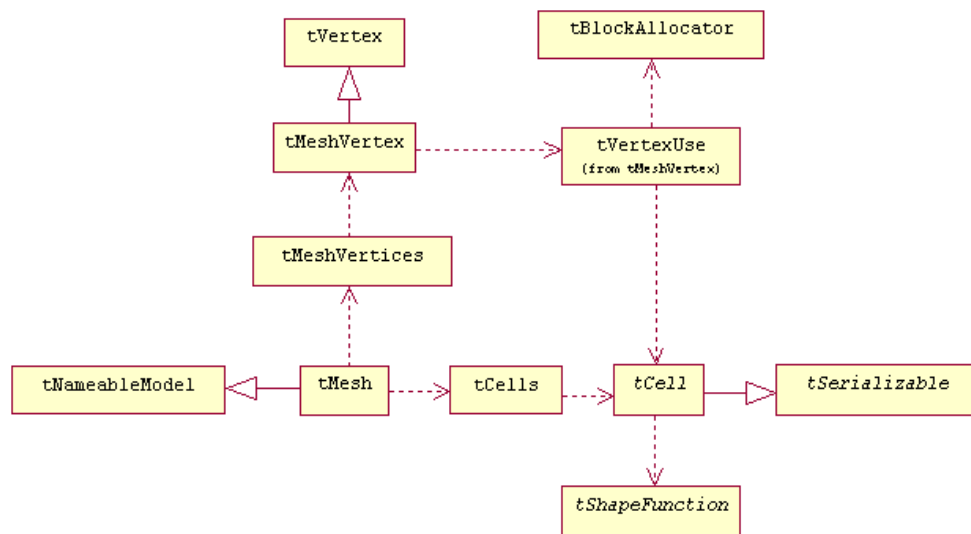 tVertex
tBlockAllocator
tMeshVertex
tVertexUse
(from tMeshVertex)
tMeshVertices
tNameableModel
tMesh
tCells
tCell
tSerializable
tShapeFunction